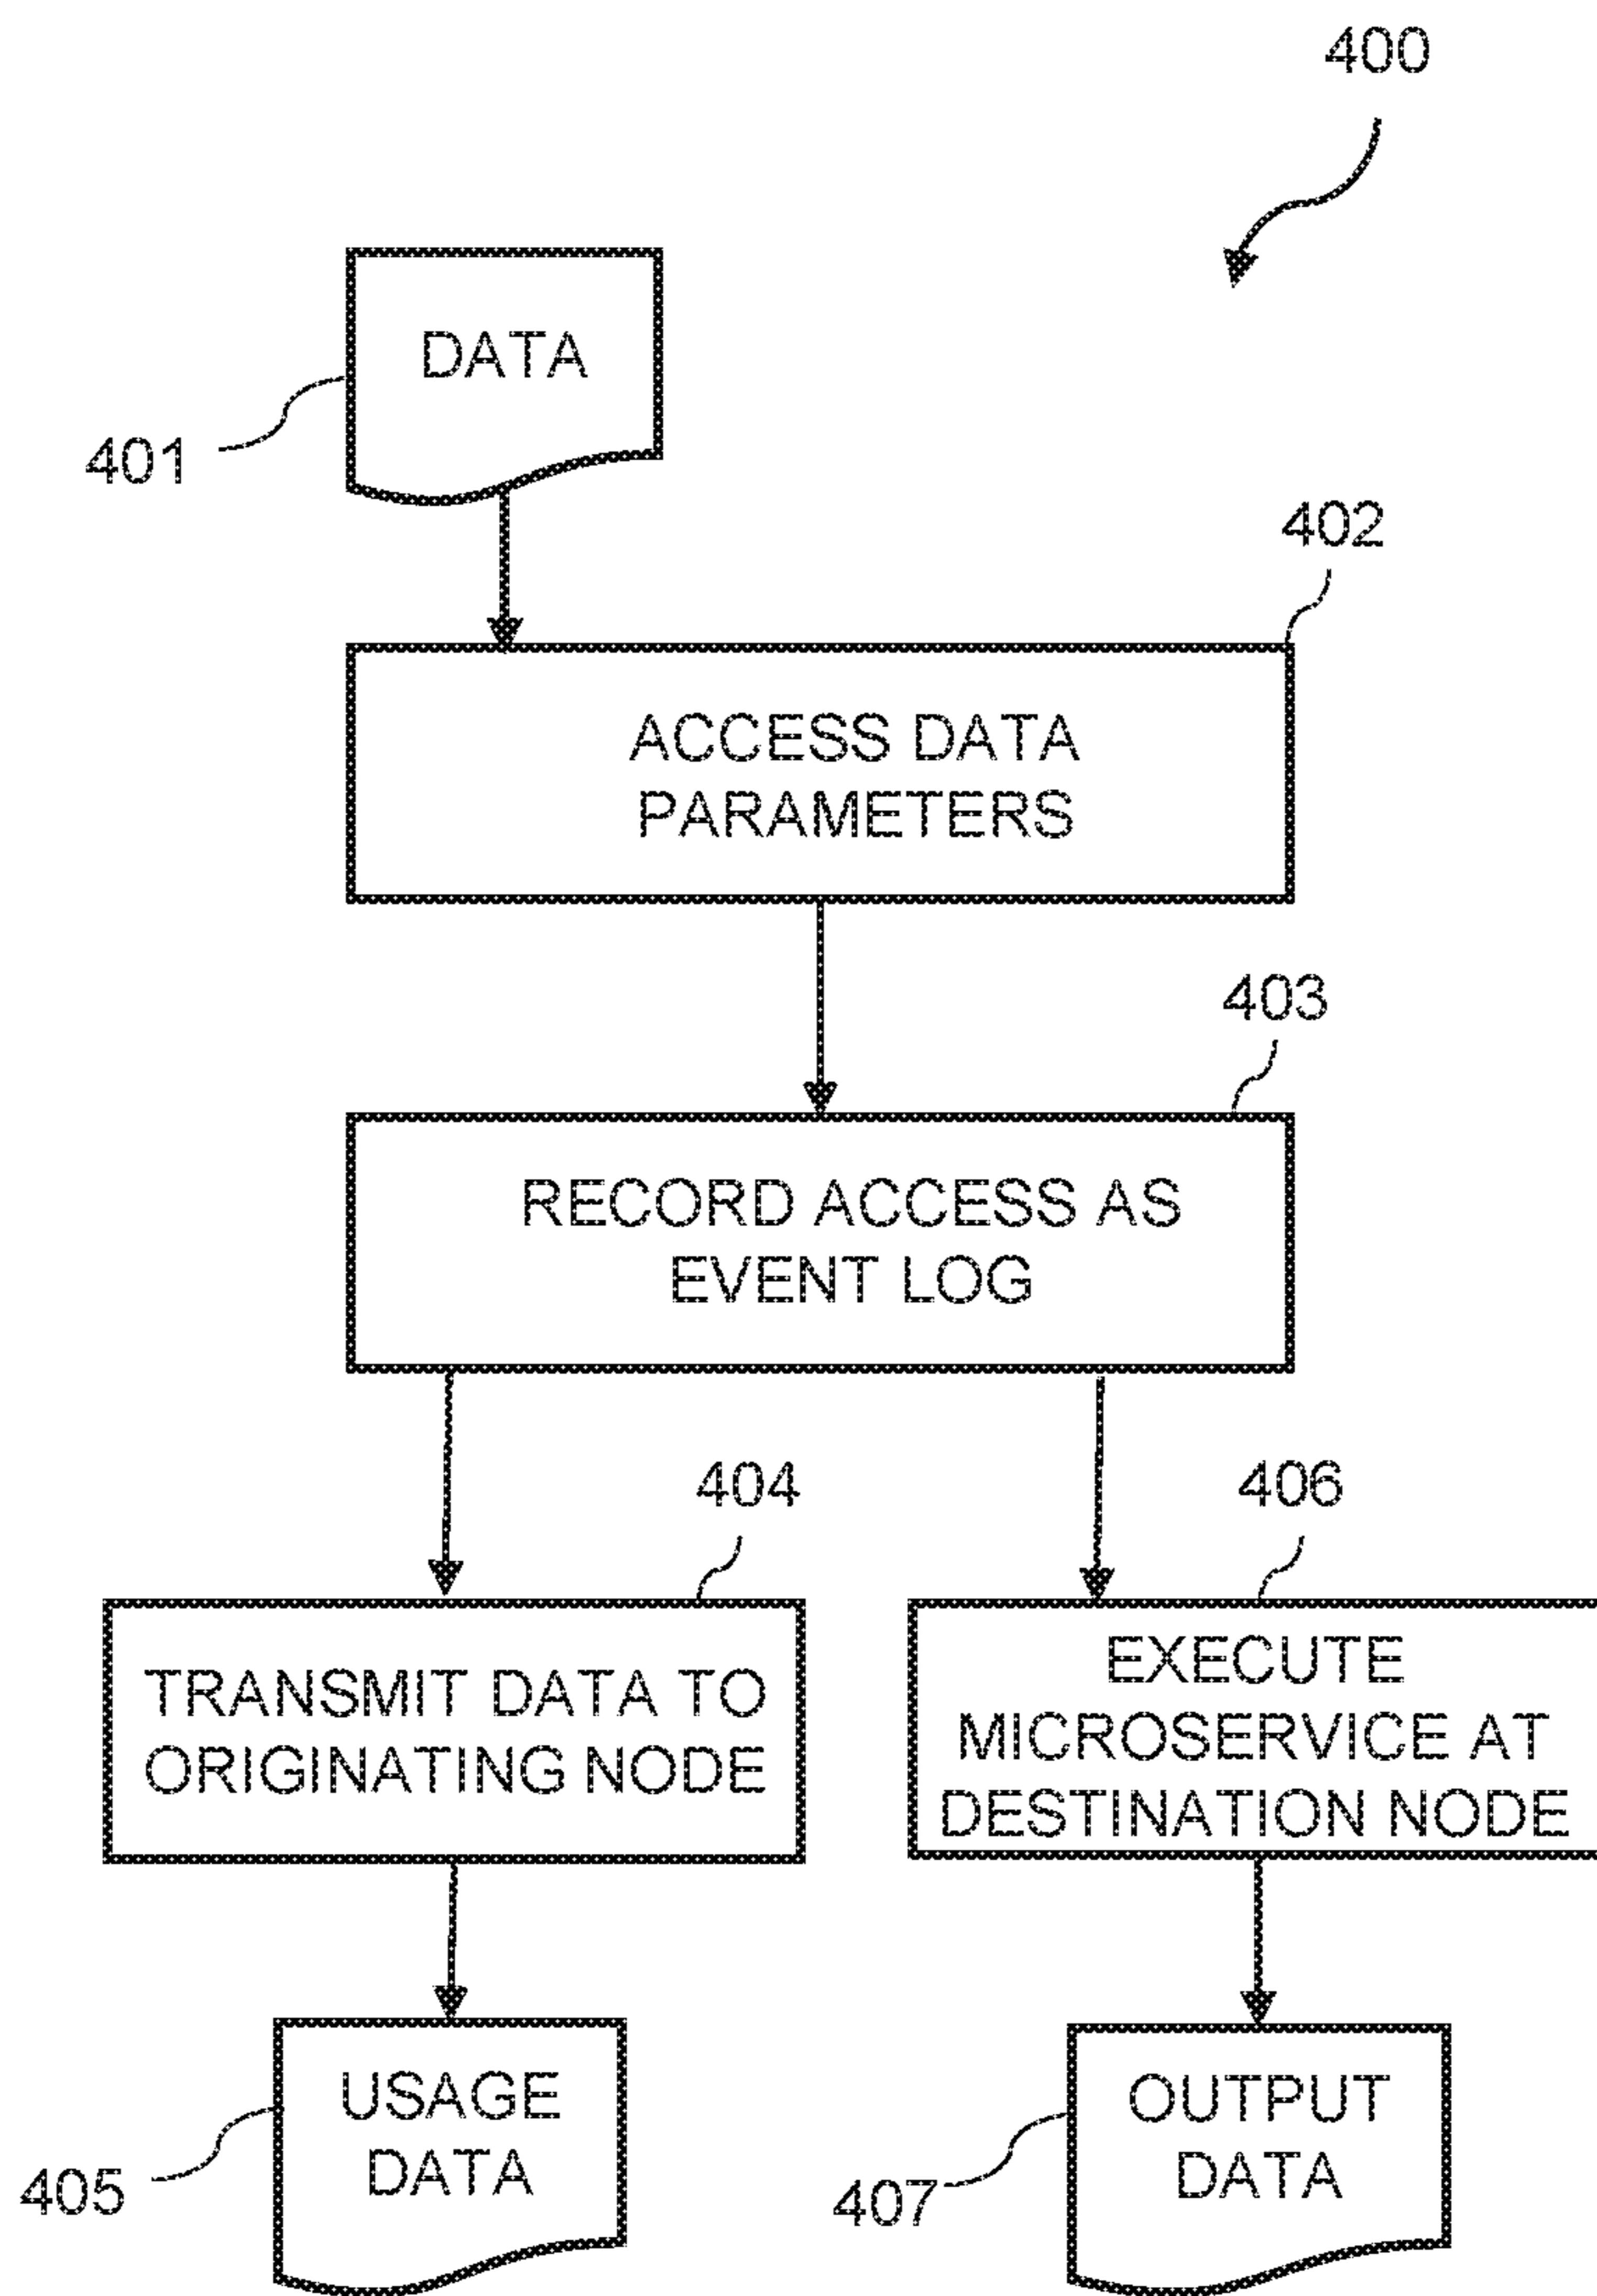 400
DATA
401
402
ACCESS DATA
PARAMETERS
403
RECORD ACCESS AS
EVENT LOG
404
406
TRANSMIT DATA TO
ORIGINATING NODE
EXECUTE
MICROSERVICE AT
DESTINATION NODE
USAGE
DATA
405
OUTPUT
DATA
407